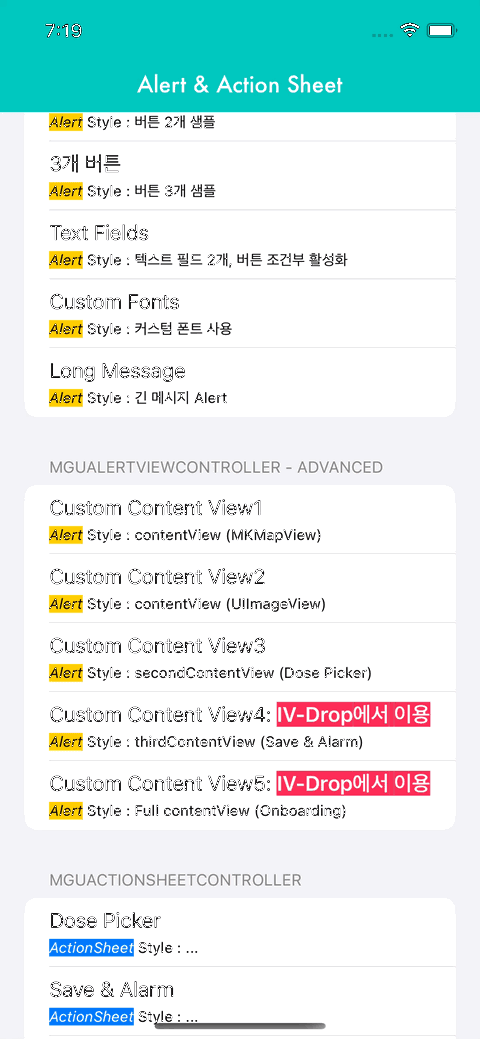 7:19
Alert & Action Sheet
Alert Style : 버튼 2개 샘플
3개 버튼
Alert Style : 버튼 3개 샘플
Text Fields
Alert Style : 텍스트 필드 2개, 버튼 조건부 활성화
Custom Fonts
Alert Style : 커스텀 폰트 사용
Long Message
Alert Style : 긴 메시지 Alert
MGUALERTVIEWCONTROLLER - ADVANCED
Custom Content View1
Alert Style : contentView (MKMapView)
Custom Content View2
Alert Style : contentView (UIImageView)
Custom Content View3
Alert Style : secondContentView (Dose Picker)
Custom Content View4: IV-Drop에서 이용
Alert Style : thirdContentView (Save & Alarm)
Custom Content View5: IV-Drop에서 이용
Alert Style : Full contentView (Onboarding)
MGUACTIONSHEETCONTROLLER
Dose Picker
ActionSheet Style : ...
Save & Alarm
ActionSheet Style : ...